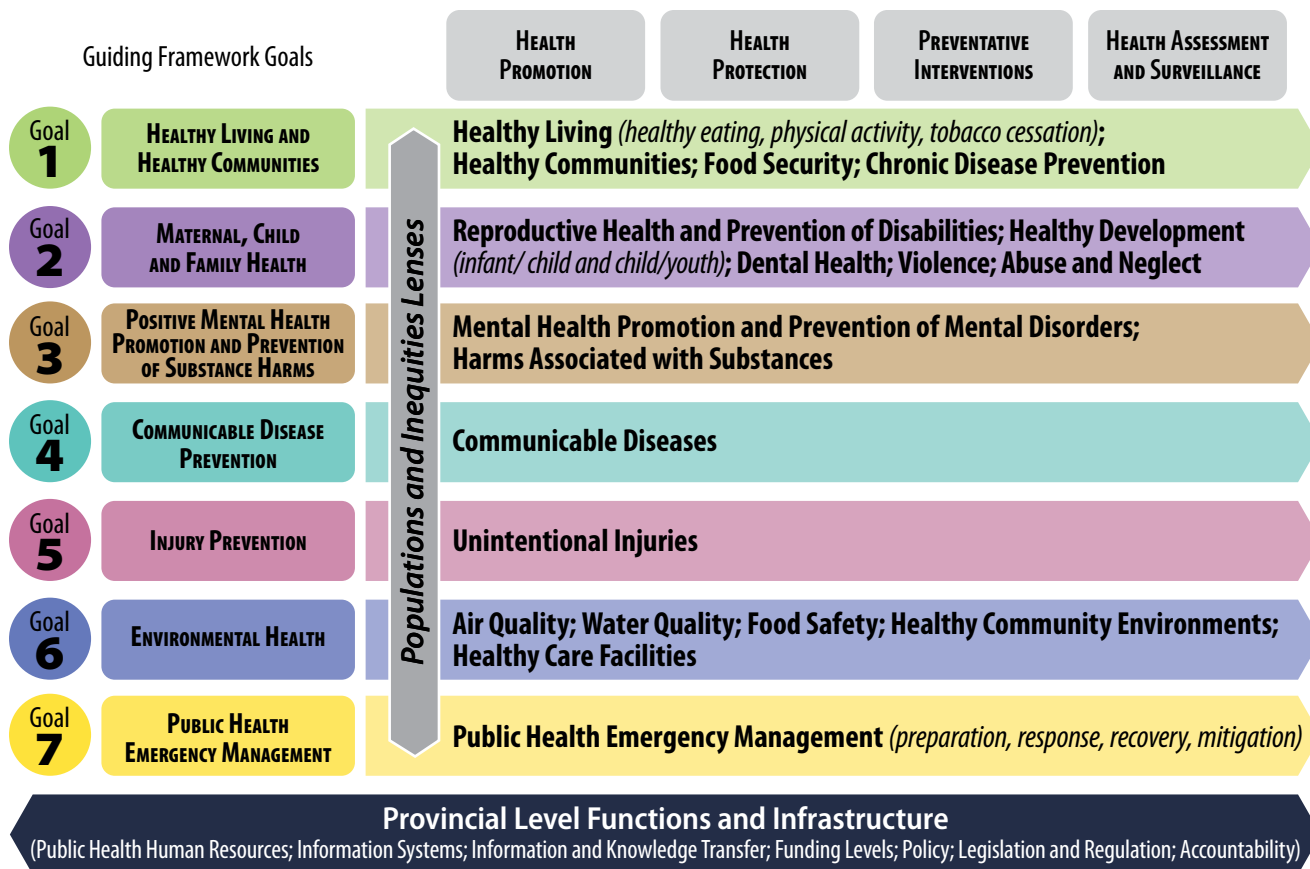 Guiding Framework Goals
Health
Promotion
Health
Protection
Preventative
Interventions
Health Assessment
and Surveillance
Goal
1
Healthy Living and
Healthy Communities
Healthy Living (healthy eating, physical activity, tobacco cessation);
Healthy Communities; Food Security; Chronic Disease Prevention
Goal
2
Maternal, Child
and Family Health
Reproductive Health and Prevention of Disabilities; Healthy Development
(infant/ child and child/youth); Dental Health; Violence; Abuse and Neglect
Goal
3
Positive Mental Health
Promotion and Prevention
of Substance Harms
Mental Health Promotion and Prevention of Mental Disorders;
Harms Associated with Substances
Goal
4
Communicable Disease
Prevention
Communicable Diseases
Goal
5
Injury Prevention
Unintentional Injuries
Goal
6
Environmental Health
Air Quality; Water Quality; Food Safety; Healthy Community Environments;
Healthy Care Facilities
Goal
7
Public Health
Emergency Management
Public Health Emergency Management (preparation, response, recovery, mitigation)
Populations and Inequities Lenses
Provincial Level Functions and Infrastructure
(Public Health Human Resources; Information Systems; Information and Knowledge Transfer; Funding Levels; Policy; Legislation and Regulation; Accountability)